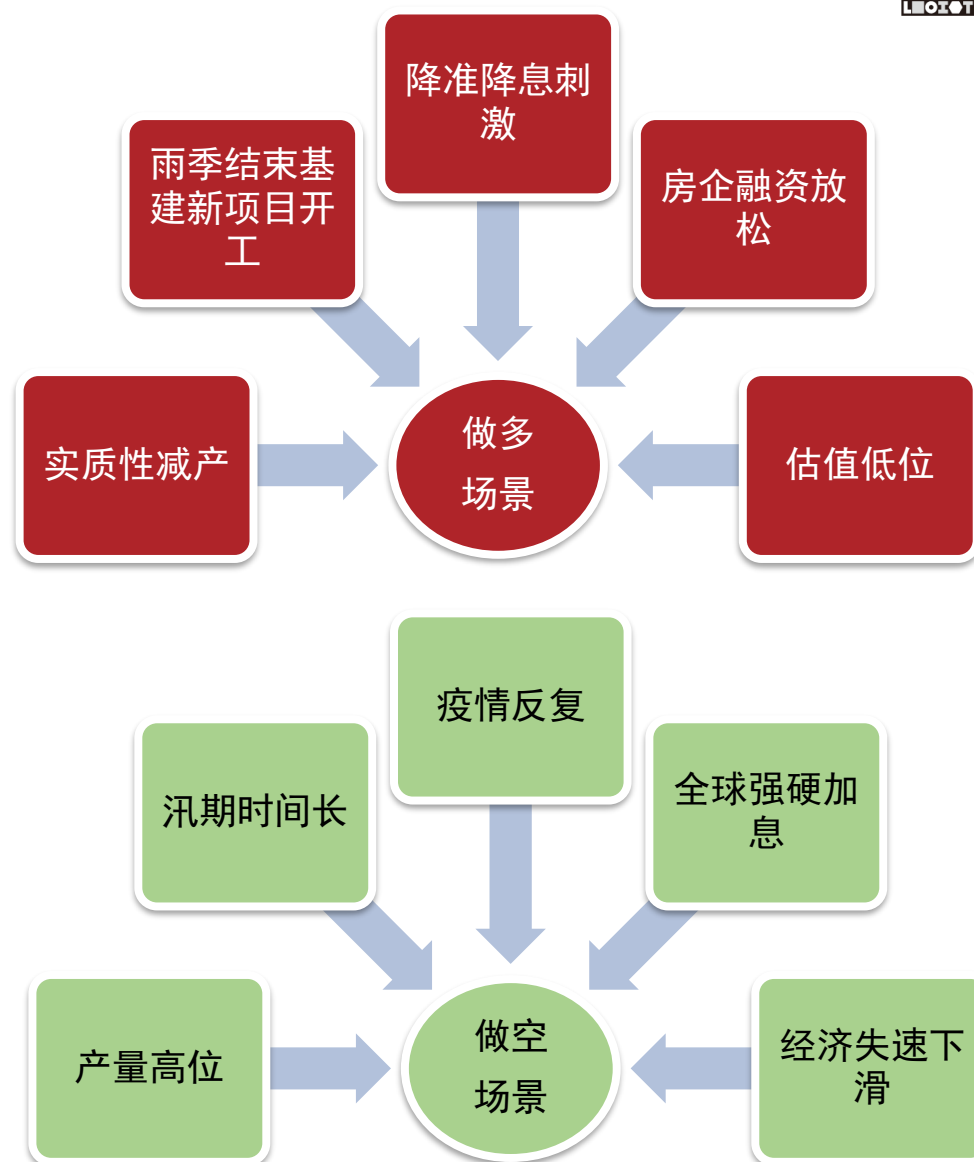 降准降息刺
激
雨季结束基
建新项目开
工
房企融资放
松
实质性减产
做多
场景
估值低位
疫情反复
汛期时间长
全球强硬加
息
产量高位
做空
场景
经济失速下
滑